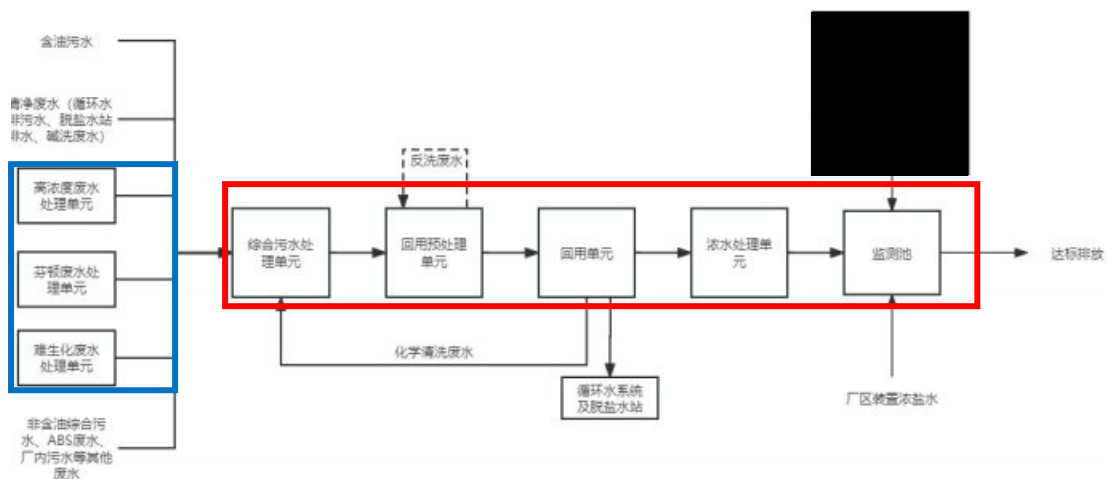 含油污水
清净废水（循环水
排污水、脱盐水站
排水、碱洗废水）
高浓度废水
处理单元
芬顿废水处
理单元
难生化废水
处理单元
非含油综合污
水、ABS废水、
厂内污水等其他
废水
反洗废水
综合污水处
理单元
回用预处理
单元
回用单元
浓水处理单
元
监测池
达标排放
化学清洗废水
循环水系统
及脱盐水站
厂区装置浓盐水